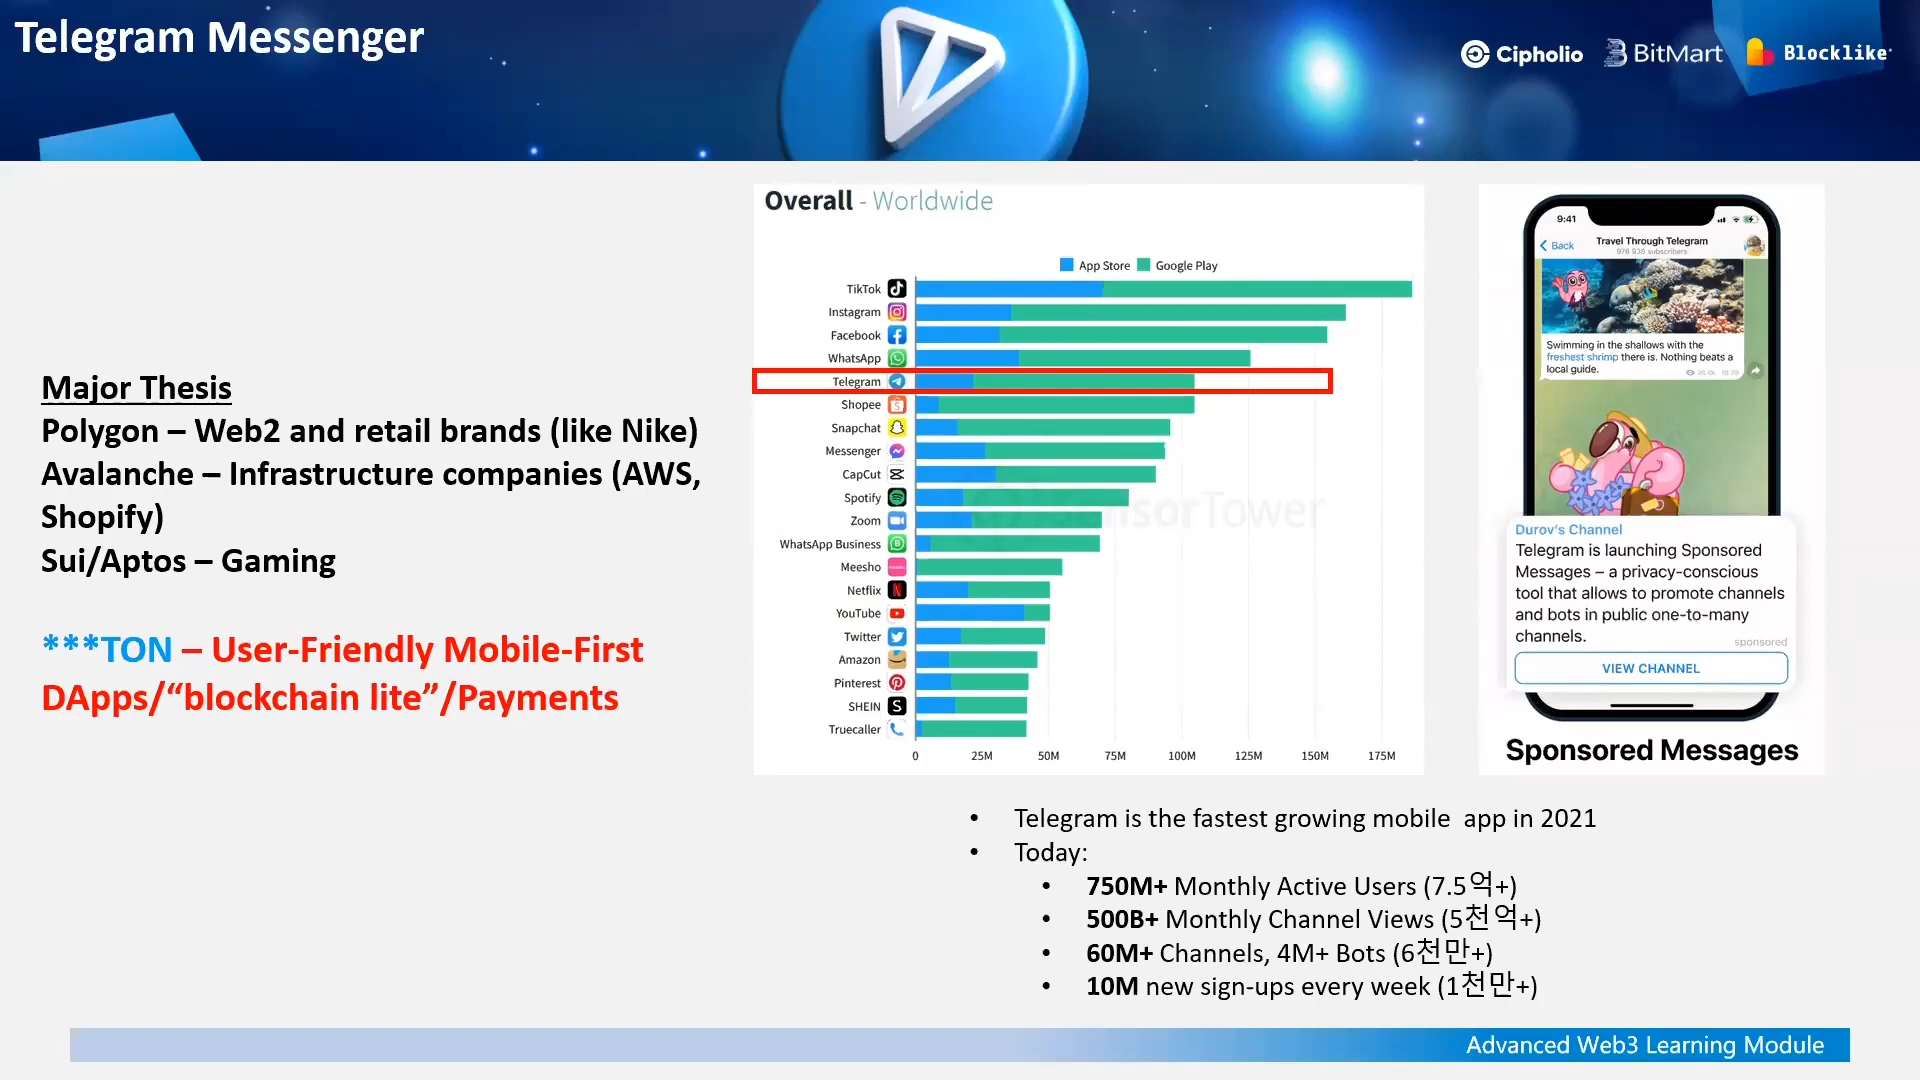 Telegram Messenger
Cipholio
BitMart
Blocklike
Major Thesis
Polygon – Web2 and retail brands (like Nike)
Avalanche – Infrastructure companies (AWS,
Shopify)
Sui/Aptos – Gaming
***TON – User-Friendly Mobile-First
DApps/“blockchain lite”/Payments
Overall - Worldwide
App Store Google Play
TikTok
Instagram
Facebook
WhatsApp
Telegram
Shopee
Snapchat
Messenger
CapCut
Spotify
Zoom
WhatsApp Business
Meesho
Netflix
YouTube
Twitter
Amazon
Pinterest
SHEIN
Truecaller
0 25M 50M 75M 100M 125M 150M 175M
SensorTower
9:41
Back
Travel Through Telegram
978 938 subscribers
Swimming in the shallows with the
freshest shrimp there is. Nothing beats a
local guide.
Durov's Channel
Telegram is launching Sponsored
Messages – a privacy-conscious
tool that allows to promote channels
and bots in public one-to-many
channels.
sponsored
VIEW CHANNEL
Sponsored Messages
• Telegram is the fastest growing mobile app in 2021
• Today:
• 750M+ Monthly Active Users (7.5억+)
• 500B+ Monthly Channel Views (5천억+)
• 60M+ Channels, 4M+ Bots (6천만+)
• 10M new sign-ups every week (1천만+)
Advanced Web3 Learning Module